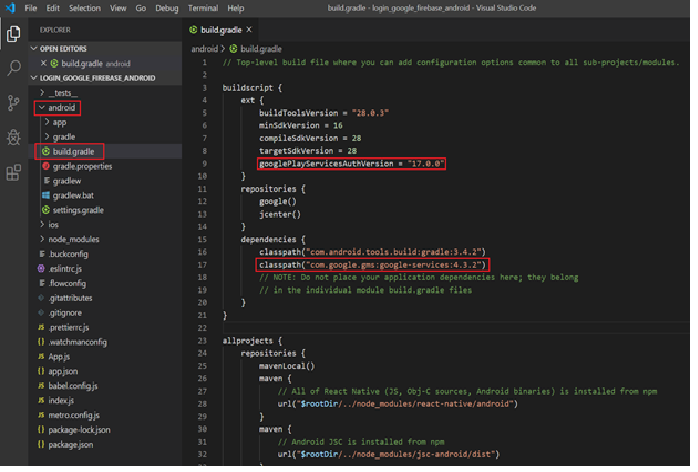 File Edit Selection View Go Debug Terminal Help
build.gradle - login_google_firebase_android - Visual Studio Code
EXPLORER
OPEN EDITORS
build.gradle android
LOGIN_GOOGLE_FIREBASE_ANDROID
__tests__
android
app
gradle
build.gradle
gradle.properties
gradlew
gradlew.bat
settings.gradle
ios
node_modules
.buckconfig
.eslintrc.js
.flowconfig
.gitattributes
.gitignore
.prettierrc.js
.watchmanconfig
App.js
app.json
babel.config.js
index.js
metro.config.js
package-lock.json
package.json
build.gradle
android > build.gradle
1 // Top-level build file where you can add configuration options common to all sub-projects/modules.
2
3 buildscript {
4 ext {
5 buildToolsVersion = "28.0.3"
6 minSdkVersion = 16
7 compileSdkVersion = 28
8 targetSdkVersion = 28
9 googlePlayServicesAuthVersion = "17.0.0"
10 }
11 repositories {
12 google()
13 jcenter()
14 }
15 dependencies {
16 classpath("com.android.tools.build:gradle:3.4.2")
17 classpath("com.google.gms:google-services:4.3.2")
18 // NOTE: Do not place your application dependencies here; they belong
19 // in the individual module build.gradle files
20 }
21 }
22
23 allprojects {
24 repositories {
25 mavenLocal()
26 maven {
27 // All of React Native (JS, Obj-C sources, Android binaries) is installed from npm
28 url("$rootDir/../node_modules/react-native/android")
29 }
30 maven {
31 // Android JSC is installed from npm
32 url("$rootDir/../node_modules/jsc-android/dist")
33 }